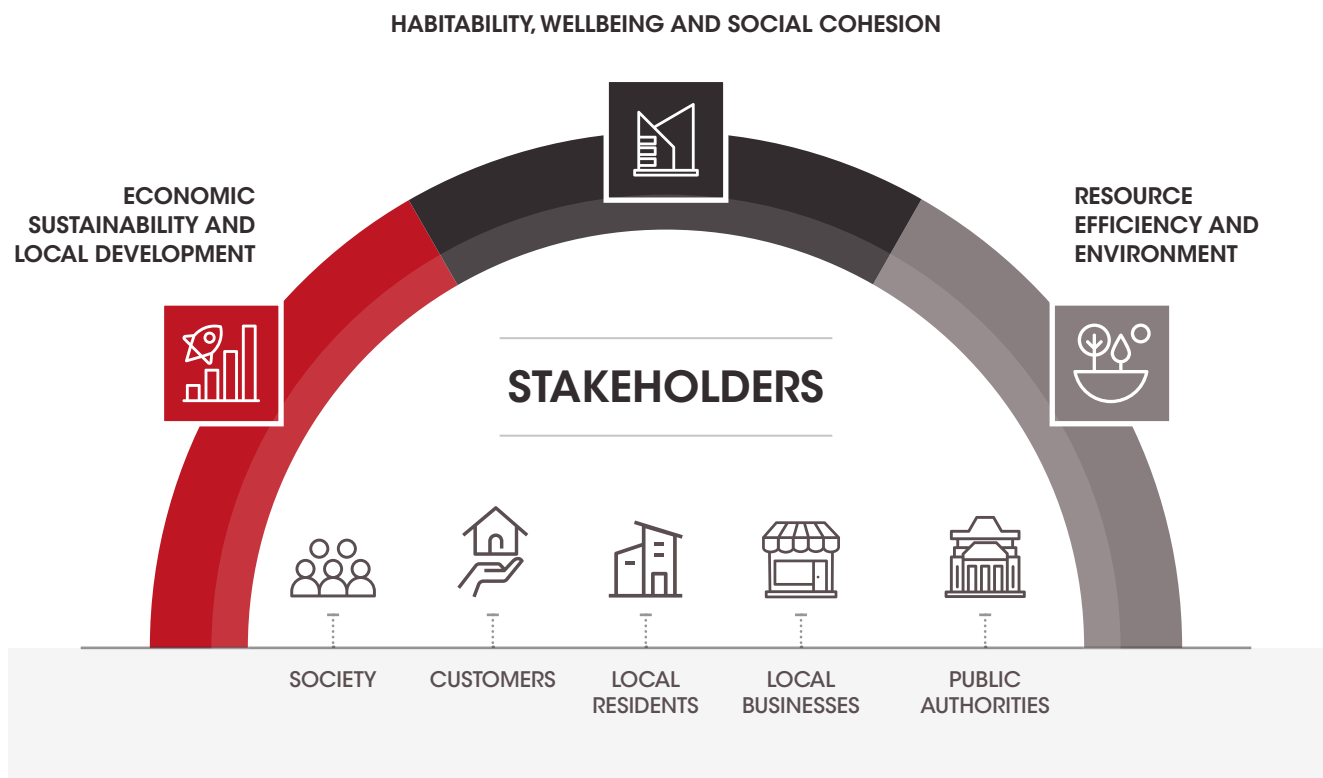 HABITABILITY, WELLBEING AND SOCIAL COHESION
ECONOMIC
SUSTAINABILITY AND
LOCAL DEVELOPMENT
RESOURCE
EFFICIENCY AND
ENVIRONMENT
STAKEHOLDERS
SOCIETY
CUSTOMERS
LOCAL
RESIDENTS
LOCAL
BUSINESSES
PUBLIC
AUTHORITIES